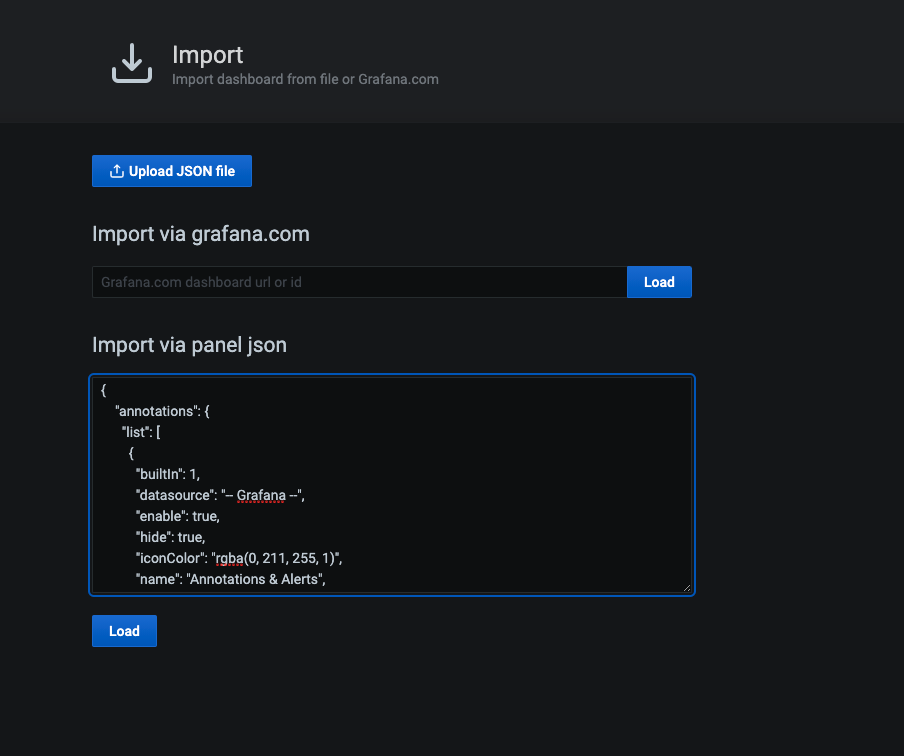 Import
Import dashboard from file or Grafana.com
Upload JSON file
Import via grafana.com
Grafana.com dashboard url or id
Load
Import via panel json
{
"annotations": {
"list": [
{
"builtIn": 1,
"datasource": "-- Grafana --",
"enable": true,
"hide": true,
"iconColor": "rgba(0, 211, 255, 1)",
"name": "Annotations & Alerts",
Load